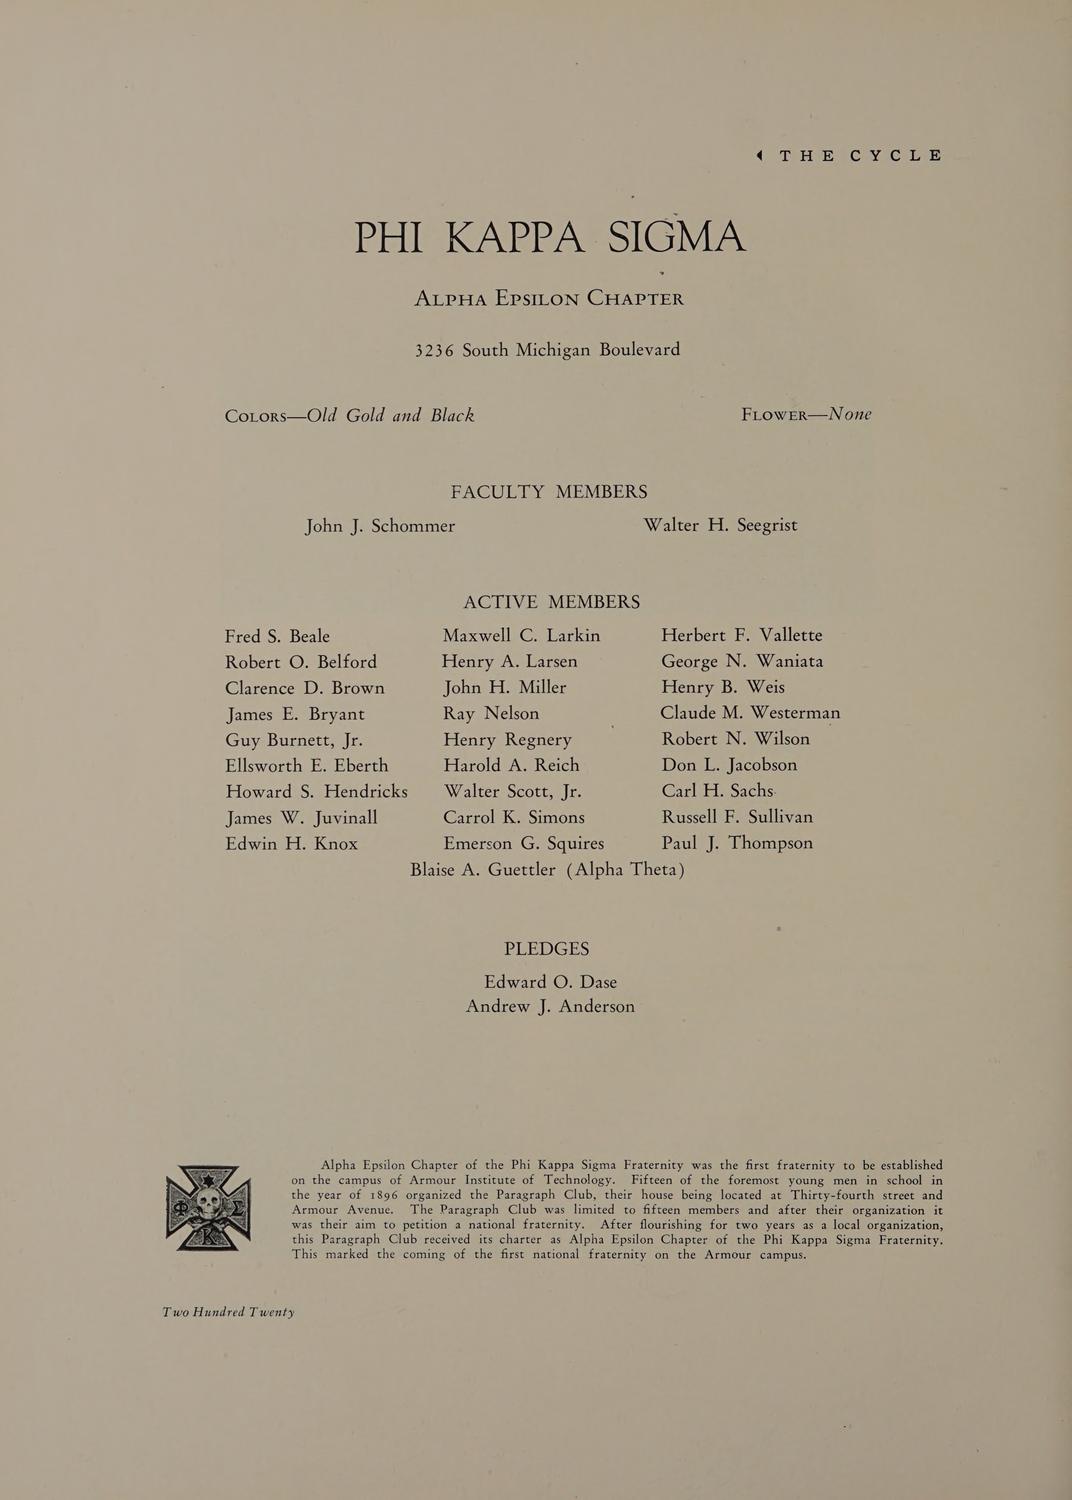 THE CYCLE
PHI KAPPA SIGMA
ALPHA EPSILON CHAPTER
3236 South Michigan Boulevard
COLORS—Old Gold and Black FLOWER—None
FACULTY MEMBERS
John J. Schommer Walter H. Seegrist
ACTIVE MEMBERS
Fred S. Beale Maxwell C. Larkin Herbert F. Vallette
Robert O. Belford Henry A. Larsen George N. Waniata
Clarence D. Brown John H. Miller Henry B. Weis
James E. Bryant Ray Nelson Claude M. Westerman
Guy Burnett, Jr. Henry Regnery Robert N. Wilson
Ellsworth E. Eberth Harold A. Reich Don L. Jacobson
Howard S. Hendricks Walter Scott, Jr. Carl H. Sachs
James W. Juvinall Carrol K. Simons Russell F. Sullivan
Edwin H. Knox Emerson G. Squires Paul J. Thompson
Blaise A. Guettler (Alpha Theta)
PLEDGES
Edward O. Dase
Andrew J. Anderson
Alpha Epsilon Chapter of the Phi Kappa Sigma Fraternity was the first fraternity to be established
on the campus of Armour Institute of Technology. Fifteen of the foremost young men in school in
the year of 1896 organized the Paragraph Club, their house being located at Thirty-fourth street and
Armour Avenue. The Paragraph Club was limited to fifteen members and after their organization it
was their aim to petition a national fraternity. After flourishing for two years as a local organization,
this Paragraph Club received its charter as Alpha Epsilon Chapter of the Phi Kappa Sigma Fraternity.
This marked the coming of the first national fraternity on the Armour campus.
Φ Σ
Κ
Two Hundred Twenty